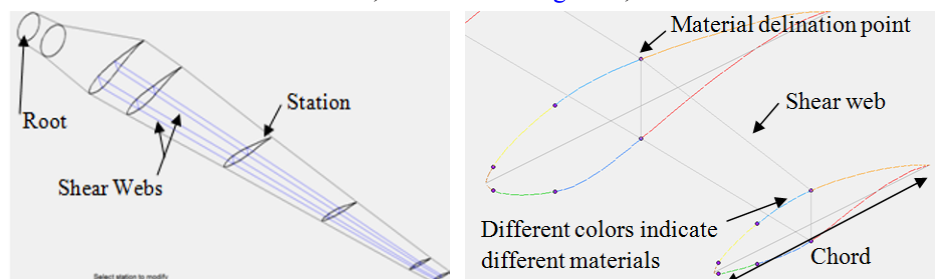 Root
Station
Shear Webs
Select station to modify
Material delination point
Shear web
Different colors indicate
different materials
Chord